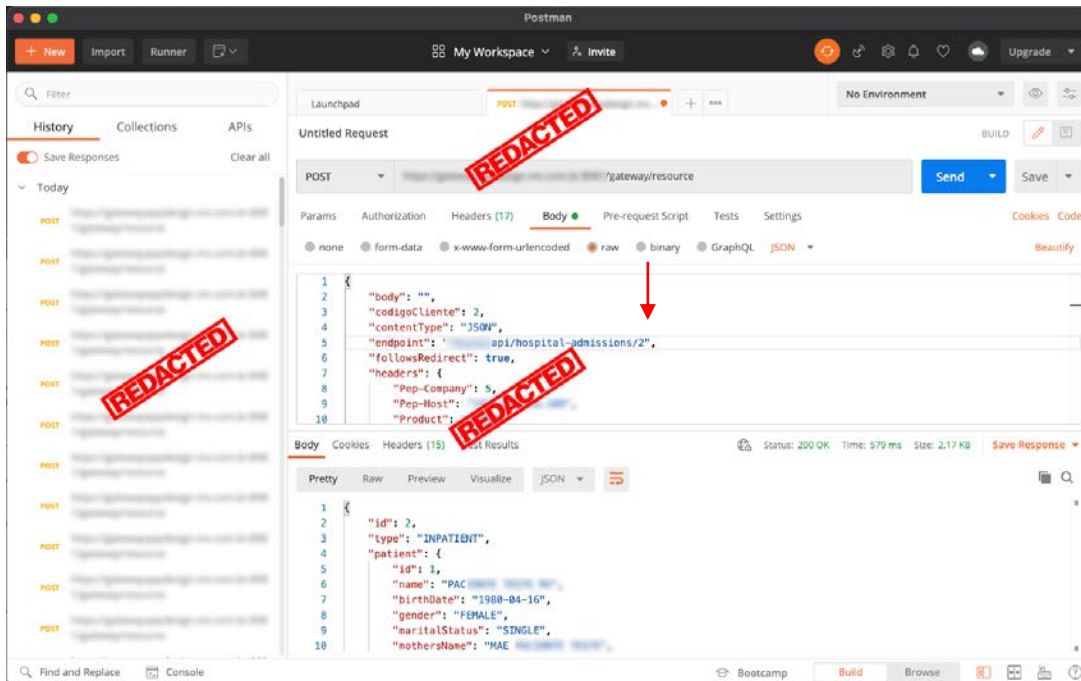 Postman
+ New Import Runner My Workspace Invite Upgrade
Filter
History Collections APIs
Save Responses Clear all
Today
POST
POST
POST
POST
POST
POST
POST
POST
POST
POST
POST
REDACTED
Launchpad POST No Environment
Untitled Request BUILD
REDACTED
POST /gateway/resource Send Save
Params Authorization Headers (17) Body Pre-request Script Tests Settings Cookies Code
none form-data x-www-form-urlencoded raw binary GraphQL JSON Beautify
1 {
2 "body": "",
3 "codigoCliente": 2,
4 "contentType": "JSON",
5 "endpoint": " api/hospital-admissions/2",
6 "followsRedirect": true,
7 "headers": {
8 "Pep-Company": 5,
9 "Pep-Host": "
10 "Product":
REDACTED
Body Cookies Headers (15) Test Results Status: 200 OK Time: 579 ms Size: 2.17 KB Save Response
Pretty Raw Preview Visualize JSON
1 {
2 "id": 2,
3 "type": "INPATIENT",
4 "patient": {
5 "id": 1,
6 "name": "PAC
7 "birthDate": "1980-04-16",
8 "gender": "FEMALE",
9 "maritalStatus": "SINGLE",
10 "mothersName": "MAE
Find and Replace Console Bootcamp Build Browse